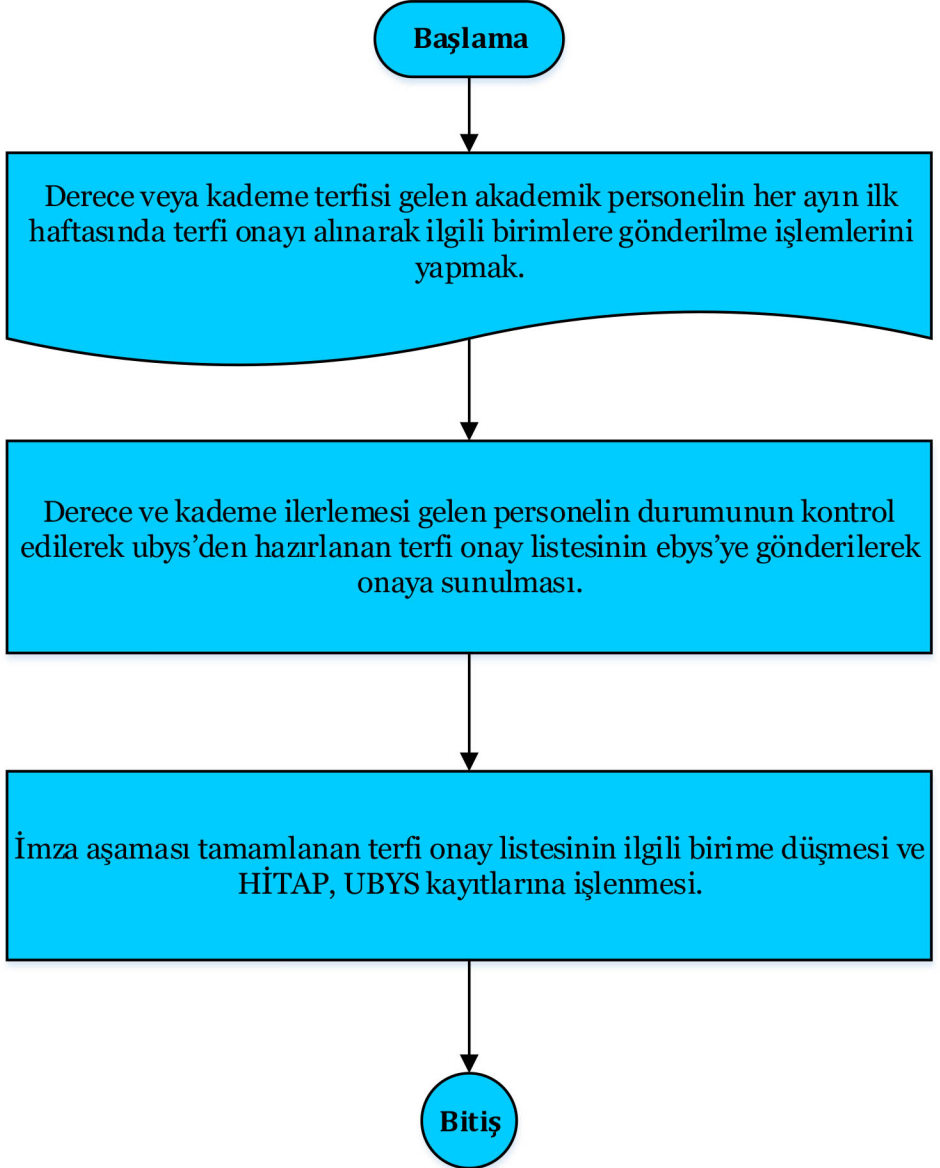 Başlama
Derece veya kademe terfisi gelen akademik personelin her ayın ilk
haftasında terfi onayı alınarak ilgili birimlere gönderilme işlemlerini
yapmak.
Derece ve kademe ilerlemesi gelen personelin durumunun kontrol
edilerek ubys’den hazırlanan terfi onay listesinin ebys’ye gönderilerek
onaya sunulması.
İmza aşaması tamamlanan terfi onay listesinin ilgili birime düşmesi ve
HİTAP, UBYS kayıtlarına işlenmesi.
Bitiş